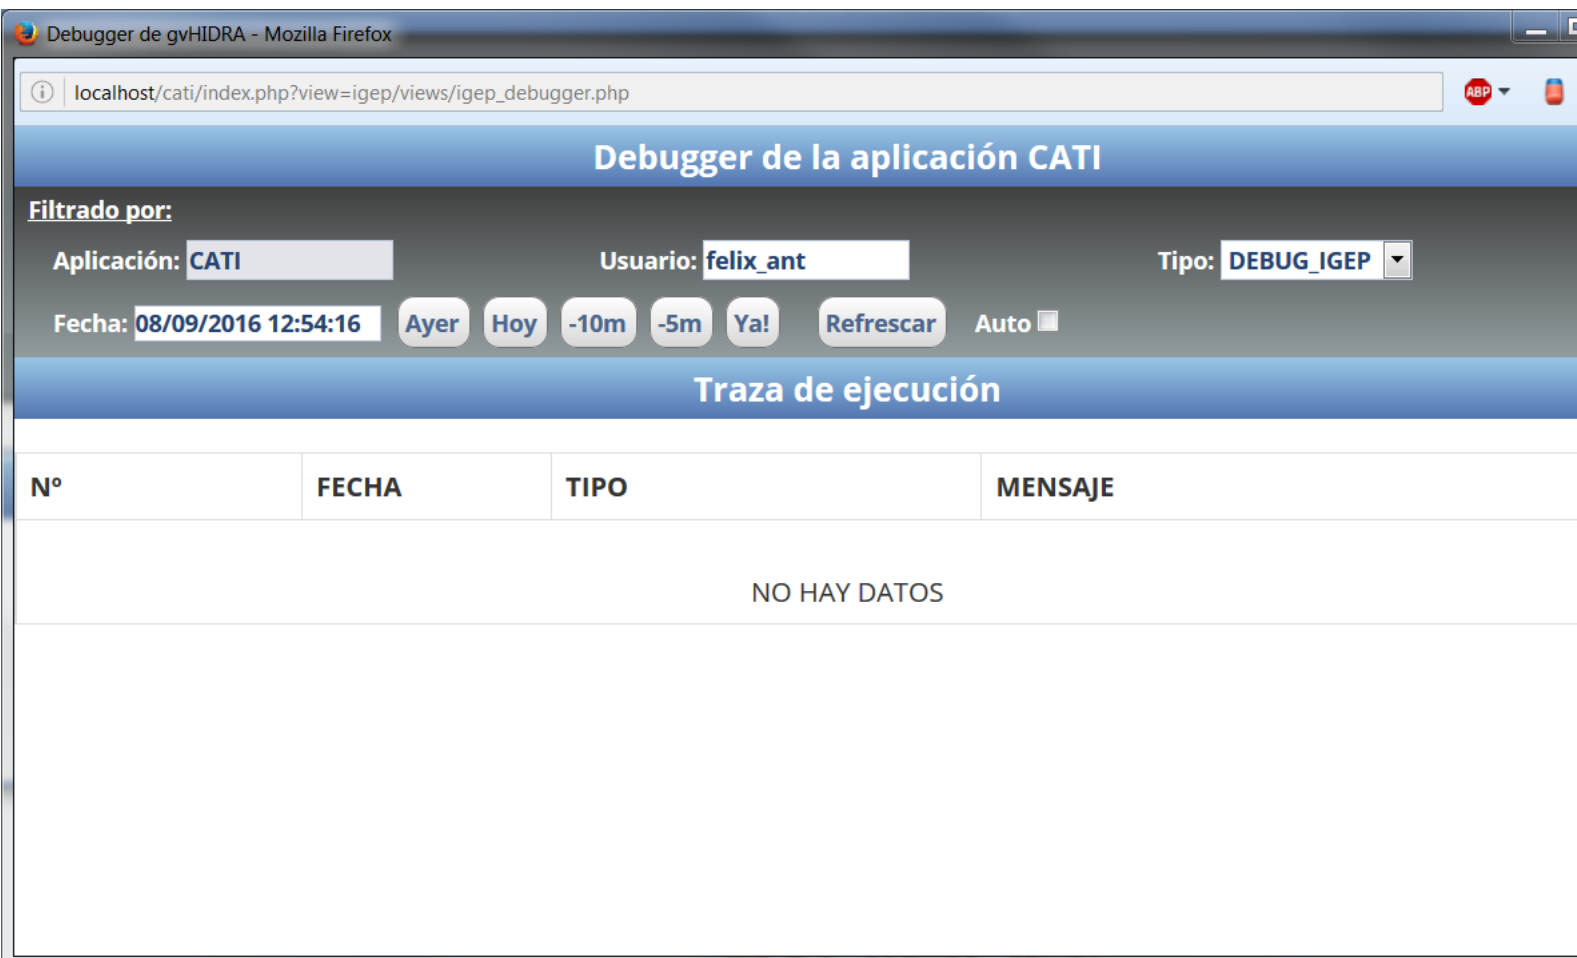 Debugger de gvHIDRA - Mozilla Firefox
localhost/cati/index.php?view=igep/views/igep_debugger.php
ABP
Debugger de la aplicación CATI
Filtrado por:
Aplicación: CATI Usuario: felix_ant Tipo: DEBUG_IGEP
Fecha: 08/09/2016 12:54:16 Ayer Hoy -10m -5m Ya! Refrescar Auto
Traza de ejecución
Nº FECHA TIPO MENSAJE
NO HAY DATOS